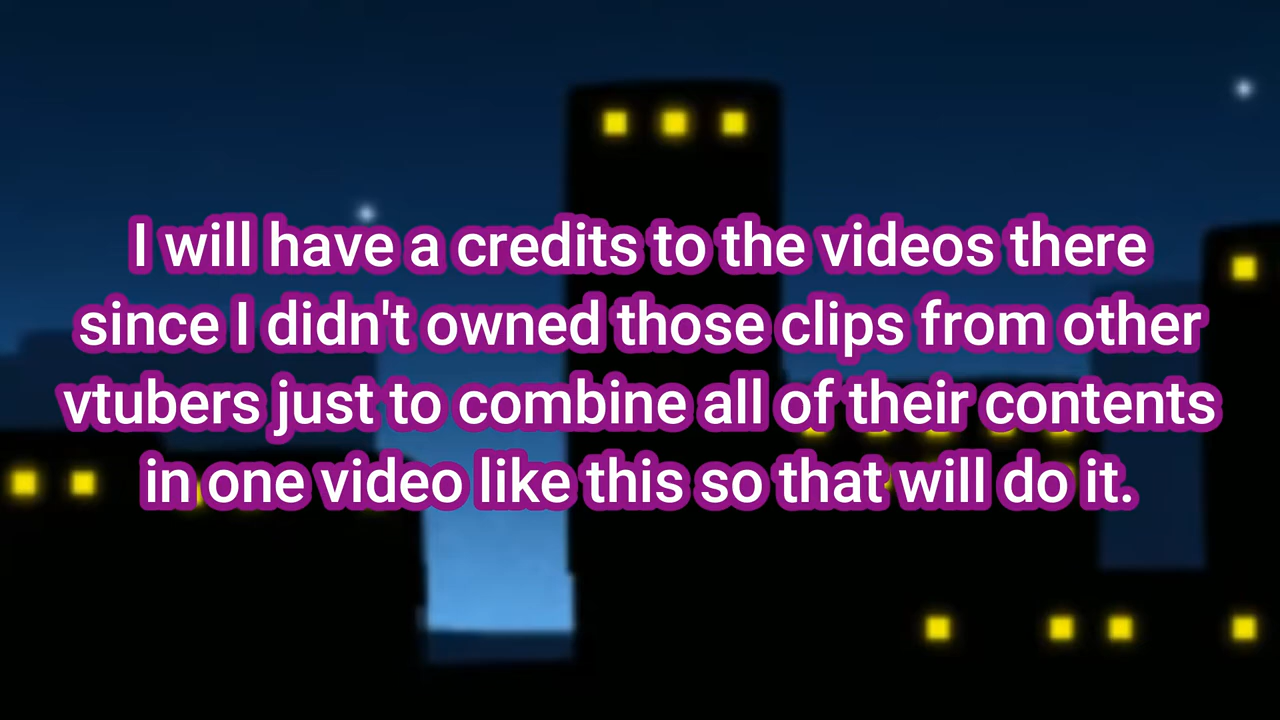 I will have a credits to the videos there
since I didn't owned those clips from other
vtubers just to combine all of their contents
in one video like this so that will do it.